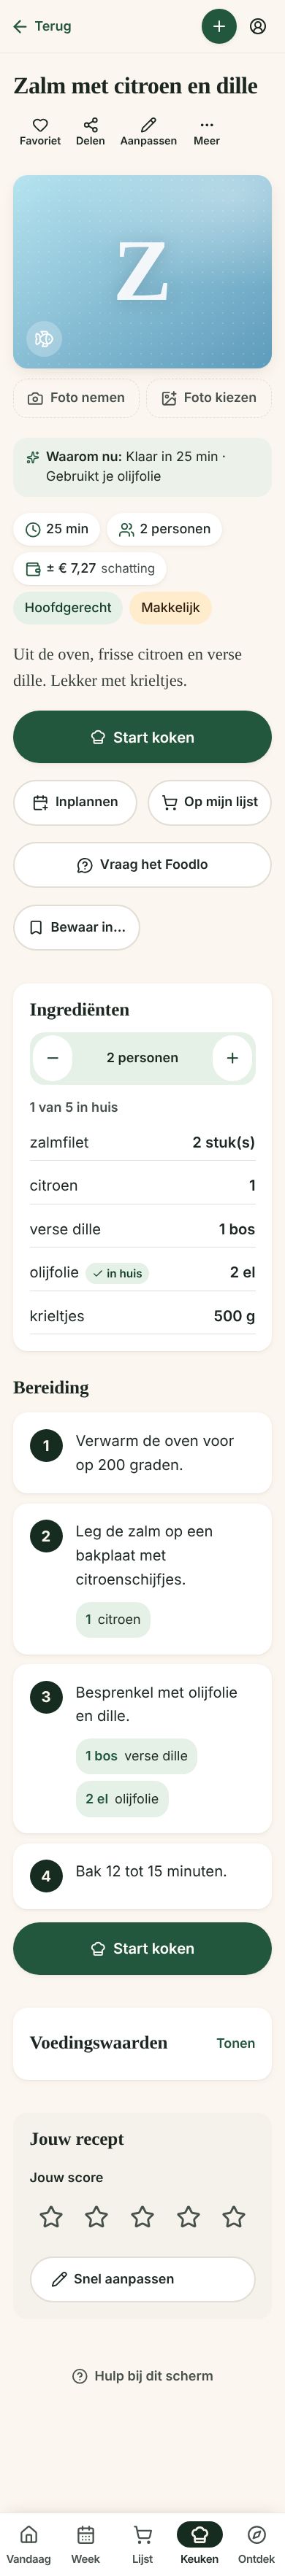 Terug
Zalm met citroen en dille
Favoriet Delen Aanpassen Meer
Z
Foto nemen Foto kiezen
Waarom nu: Klaar in 25 min ·
Gebruikt je olijfolie
25 min 2 personen
± € 7,27 schatting
Hoofdgerecht Makkelijk
Uit de oven, frisse citroen en verse
dille. Lekker met krieltjes.
Start koken
Inplannen Op mijn lijst
Vraag het Foodlo
Bewaar in...
Ingrediënten
− 2 personen +
1 van 5 in huis
zalmfilet 2 stuk(s)
citroen 1
verse dille 1 bos
olijfolie in huis 2 el
krieltjes 500 g
Bereiding
1 Verwarm de oven voor
op 200 graden.
2 Leg de zalm op een
bakplaat met
citroenschijfjes.
1 citroen
3 Besprenkel met olijfolie
en dille.
1 bos verse dille
2 el olijfolie
4 Bak 12 tot 15 minuten.
Start koken
Voedingswaarden Tonen
Jouw recept
Jouw score
Snel aanpassen
Hulp bij dit scherm
Vandaag Week Lijst Keuken Ontdek